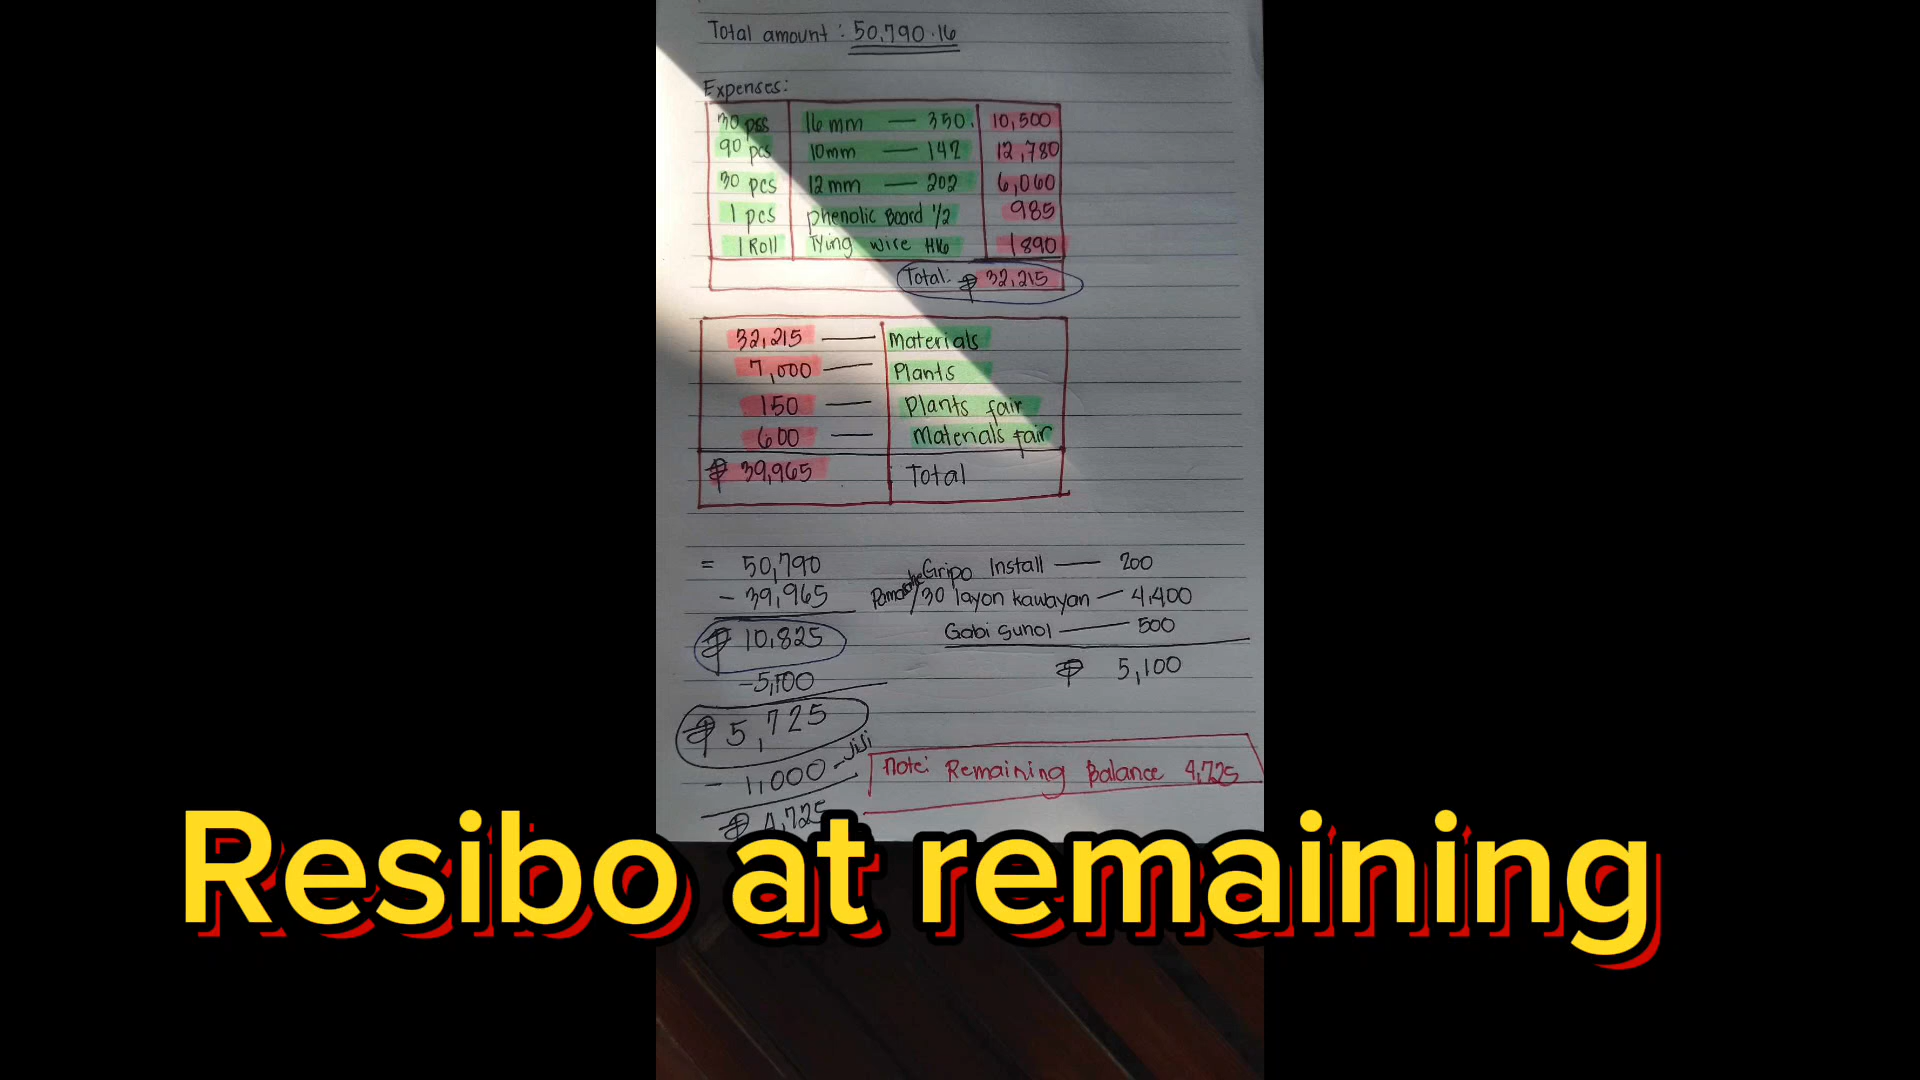 Total amount : 50,790.16
Expenses:
30 pss 16 mm — 350. 10,500
90 pcs 10mm — 142 12,780
30 pcs 12mm — 202 6,060
1 pcs phenolic Board 1/2 985
1 Roll Tying wire #16 1890
Total: ₱ 32,215
32,215 — Materials
7,000 — Plants
150 — Plants fair
600 — Materials fair
₱ 39,965 Total
= 50,790
- 39,965
₱ 10,825
-5,100
₱ 5,725
- 1,000 - JiJi
₱ 4,725
Gripo Install — 200
/30 layon kawayan — 4,400
Gabi sunol — 500
₱ 5,100
Note: Remaining Balance 4,725
Resibo at remaining